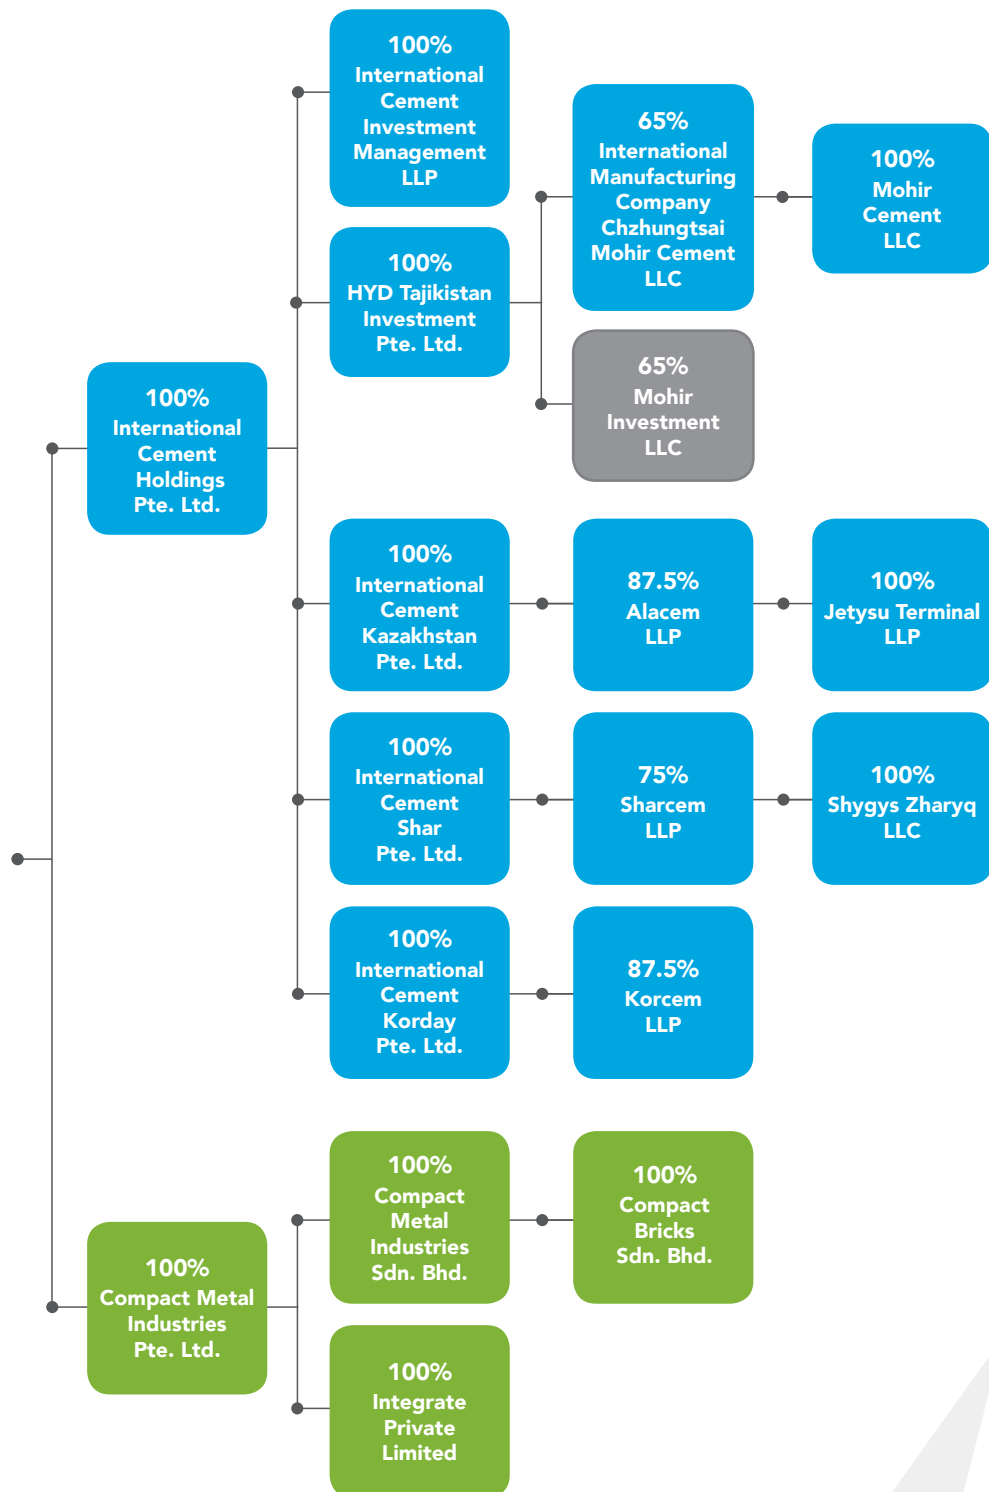 100%
International
Cement
Investment
Management
LLP
100%
HYD Tajikistan
Investment
Pte. Ltd.
65%
International
Manufacturing
Company
Chzhungtsai
Mohir Cement
LLC
100%
Mohir
Cement
LLC
65%
Mohir
Investment
LLC
100%
International
Cement
Holdings
Pte. Ltd.
100%
International
Cement
Kazakhstan
Pte. Ltd.
87.5%
Alacem
LLP
100%
Jetysu Terminal
LLP
100%
International
Cement
Shar
Pte. Ltd.
75%
Sharcem
LLP
100%
Shygys Zharyq
LLC
100%
International
Cement
Korday
Pte. Ltd.
87.5%
Korcem
LLP
100%
Compact Metal
Industries
Pte. Ltd.
100%
Compact
Metal
Industries
Sdn. Bhd.
100%
Compact
Bricks
Sdn. Bhd.
100%
Integrate
Private
Limited